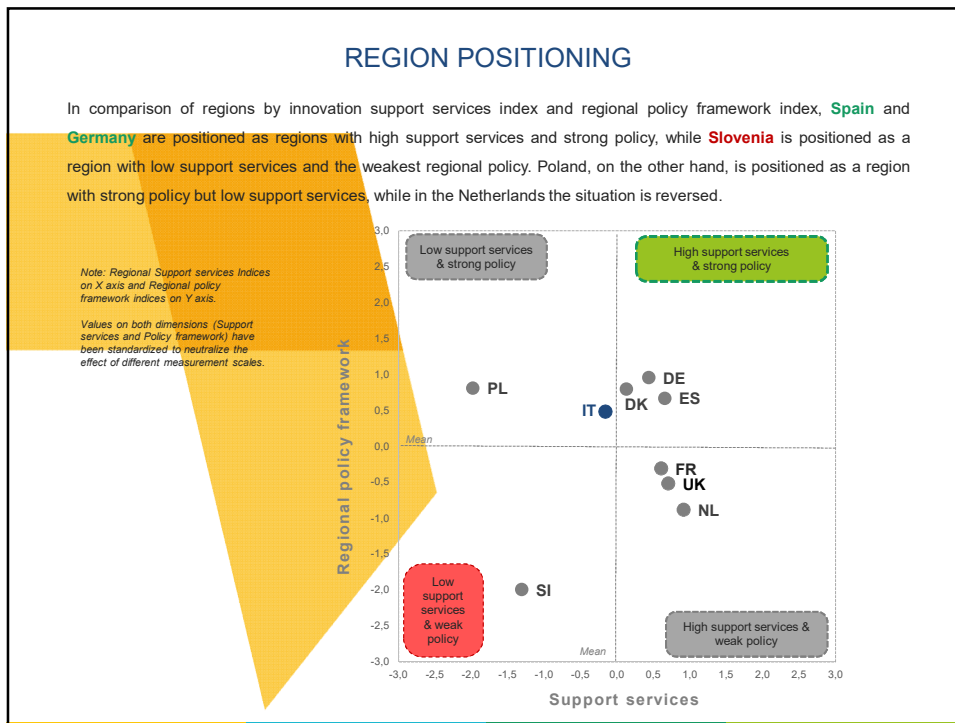 REGION POSITIONING
In comparison of regions by innovation support services index and regional policy framework index, Spain and
Germany are positioned as regions with high support services and strong policy, while Slovenia is positioned as a
region with low support services and the weakest regional policy. Poland, on the other hand, is positioned as a region
with strong policy but low support services, while in the Netherlands the situation is reversed.
Note: Regional Support services Indices
on X axis and Regional policy
framework indices on Y axis.
Values on both dimensions (Support
services and Policy framework) have
been standardized to neutralize the
effect of different measurement scales.
Regional policy framework
3,0
2,5
2,0
1,5
1,0
0,5
0,0
-0,5
-1,0
-1,5
-2,0
-2,5
-3,0
Low support services
& strong policy
High support services
& strong policy
PL
DE
DK
ES
IT
Mean
FR
UK
NL
SI
Low
support
services
& weak
policy
High support services &
weak policy
Mean
-3,0 -2,5 -2,0 -1,5 -1,0 -0,5 0,0 0,5 1,0 1,5 2,0 2,5 3,0
Support services